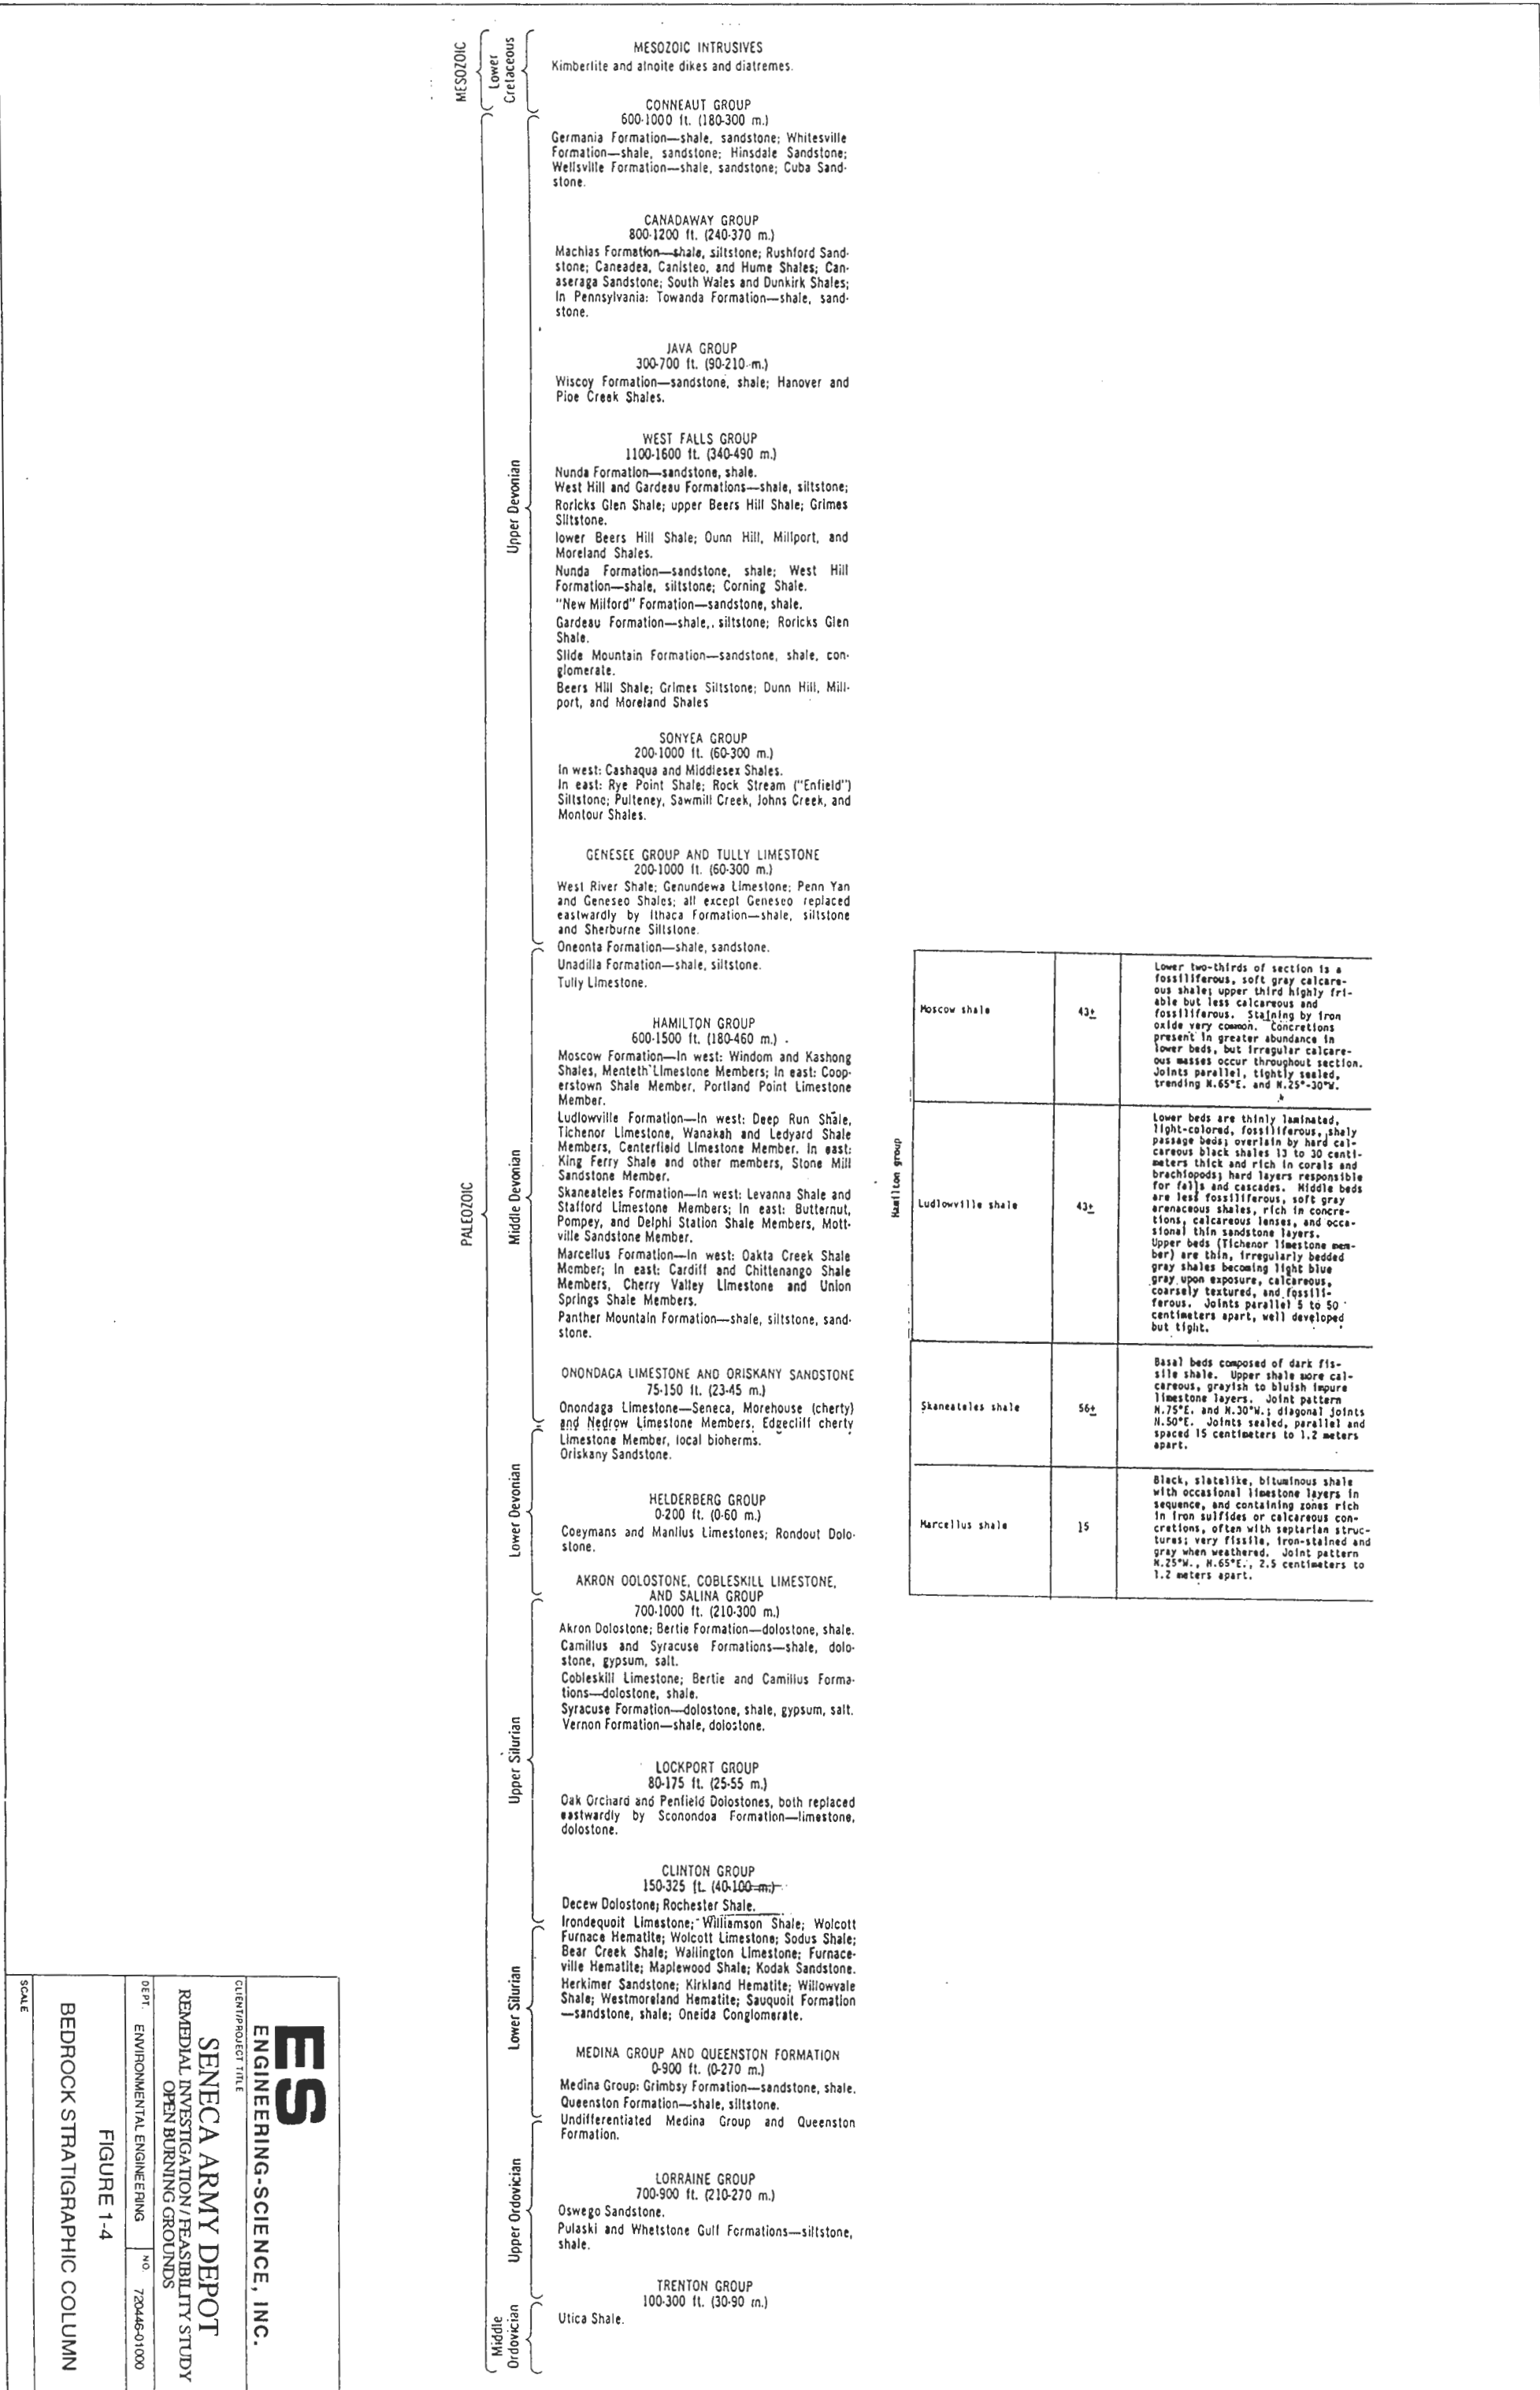 MESOZOIC
Lower
Cretaceous
MESOZOIC INTRUSIVES
Kimberlite and alnoite dikes and diatremes.
PALEOZOIC
Upper Devonian
CONNEAUT GROUP
600-1000 ft. (180-300 m.)
Germania Formation—shale, sandstone; Whitesville
Formation—shale, sandstone; Hinsdale Sandstone;
Wellsville Formation—shale, sandstone; Cuba Sand-
stone.
CANADAWAY GROUP
800-1200 ft. (240-370 m.)
Machias Formation—shale, siltstone; Rushford Sand-
stone; Caneadea, Canisteo, and Hume Shales; Can-
aseraga Sandstone; South Wales and Dunkirk Shales;
In Pennsylvania: Towanda Formation—shale, sand-
stone.
JAVA GROUP
300-700 ft. (90-210 m.)
Wiscoy Formation—sandstone, shale; Hanover and
Pipe Creek Shales.
WEST FALLS GROUP
1100-1600 ft. (340-490 m.)
Nunda Formation—sandstone, shale.
West Hill and Gardeau Formations—shale, siltstone;
Roricks Glen Shale; upper Beers Hill Shale; Grimes
Siltstone.
lower Beers Hill Shale; Dunn Hill, Millport, and
Moreland Shales.
Nunda Formation—sandstone, shale; West Hill
Formation—shale, siltstone; Corning Shale.
"New Milford" Formation—sandstone, shale.
Gardeau Formation—shale, siltstone; Roricks Glen
Shale.
Slide Mountain Formation—sandstone, shale, con-
glomerate.
Beers Hill Shale; Grimes Siltstone; Dunn Hill, Mill-
port, and Moreland Shales
SONYEA GROUP
200-1000 ft. (60-300 m.)
In west: Cashaqua and Middlesex Shales.
In east: Rye Point Shale; Rock Stream ("Enfield")
Siltstone; Pulteney, Sawmill Creek, Johns Creek, and
Montour Shales.
GENESEE GROUP AND TULLY LIMESTONE
200-1000 ft. (60-300 m.)
West River Shale; Genundewa Limestone; Penn Yan
and Geneseo Shales; all except Geneseo replaced
eastwardly by Ithaca Formation—shale, siltstone
and Sherburne Siltstone.
Middle Devonian
Oneonta Formation—shale, sandstone.
Unadilla Formation—shale, siltstone.
Tully Limestone.
HAMILTON GROUP
600-1500 ft. (180-460 m.)
Moscow Formation—In west: Windom and Kashong
Shales, Menteth Limestone Members; In east: Coop-
erstown Shale Member, Portland Point Limestone
Member.
Ludlowville Formation—In west: Deep Run Shale,
Tichenor Limestone, Wanakah and Ledyard Shale
Members, Centerfield Limestone Member. In east:
King Ferry Shale and other members, Stone Mill
Sandstone Member.
Skaneateles Formation—In west: Levanna Shale and
Stafford Limestone Members; In east: Butternut,
Pompey, and Delphi Station Shale Members, Mott-
ville Sandstone Member.
Marcellus Formation—In west: Oakta Creek Shale
Member; In east: Cardiff and Chittenango Shale
Members, Cherry Valley Limestone and Union
Springs Shale Members.
Panther Mountain Formation—shale, siltstone, sand-
stone.
ONONDAGA LIMESTONE AND ORISKANY SANDSTONE
75-150 ft. (23-45 m.)
Onondaga Limestone—Seneca, Morehouse (cherty)
and Nedrow Limestone Members, Edgecliff cherty
Limestone Member, local bioherms.
Oriskany Sandstone.
Lower Devonian
HELDERBERG GROUP
0-200 ft. (0-60 m.)
Coeymans and Manlius Limestones; Rondout Dolo-
stone.
AKRON DOLOSTONE, COBLESKILL LIMESTONE,
AND SALINA GROUP
700-1000 ft. (210-300 m.)
Upper Silurian
Akron Dolostone; Bertie Formation—dolostone, shale.
Camillus and Syracuse Formations—shale, dolo-
stone, gypsum, salt.
Cobleskill Limestone; Bertie and Camillus Forma-
tions—dolostone, shale.
Syracuse Formation—dolostone, shale, gypsum, salt.
Vernon Formation—shale, dolostone.
LOCKPORT GROUP
80-175 ft. (25-55 m.)
Oak Orchard and Penfield Dolostones, both replaced
eastwardly by Sconondoa Formation—limestone,
dolostone.
CLINTON GROUP
150-325 ft. (40-100 m.)
Decew Dolostone; Rochester Shale.
Lower Silurian
Irondequoit Limestone; Williamson Shale; Wolcott
Furnace Hematite; Wolcott Limestone; Sodus Shale;
Bear Creek Shale; Wallington Limestone; Furnace-
ville Hematite; Maplewood Shale; Kodak Sandstone.
Herkimer Sandstone; Kirkland Hematite; Willowvale
Shale; Westmoreland Hematite; Sauquoit Formation
—sandstone, shale; Oneida Conglomerate.
MEDINA GROUP AND QUEENSTON FORMATION
0-900 ft. (0-270 m.)
Medina Group: Grimbsy Formation—sandstone, shale.
Queenston Formation—shale, siltstone.
Upper Ordovician
Undifferentiated Medina Group and Queenston
Formation.
LORRAINE GROUP
700-900 ft. (210-270 m.)
Oswego Sandstone.
Pulaski and Whetstone Gulf Formations—siltstone,
shale.
TRENTON GROUP
100-300 ft. (30-90 m.)
Middle
Ordovician
Utica Shale.
Hamilton group
Moscow shale
43±
Lower two-thirds of section is a
fossiliferous, soft gray calcare-
ous shale; upper third highly fri-
able but less calcareous and
fossiliferous. Staining by iron
oxide very common. Concretions
present in greater abundance in
lower beds, but irregular calcare-
ous masses occur throughout section.
Joints parallel, tightly sealed,
trending N.65°E. and N.25°-30°W.
Ludlowville shale
43±
Lower beds are thinly laminated,
light-colored, fossiliferous, shaly
passage beds; overlain by hard cal-
careous black shales 13 to 30 centi-
meters thick and rich in corals and
brachiopods; hard layers responsible
for falls and cascades. Middle beds
are less fossiliferous, soft gray
arenaceous shales, rich in concre-
tions, calcareous lenses, and occa-
sional thin sandstone layers.
Upper beds (Tichenor limestone mem-
ber) are thin, irregularly bedded
gray shales becoming light blue
gray upon exposure, calcareous,
coarsely textured, and fossili-
ferous. Joints parallel 5 to 50
centimeters apart, well developed
but tight.
Skaneateles shale
56±
Basal beds composed of dark fis-
sile shale. Upper shale more cal-
careous, grayish to bluish impure
limestone layers. Joint pattern
N.75°E. and N.30°W.; diagonal joints
N.50°E. Joints sealed, parallel and
spaced 15 centimeters to 1.2 meters
apart.
Marcellus shale
15
Black, slatelike, bituminous shale
with occasional limestone layers in
sequence, and containing zones rich
in iron sulfides or calcareous con-
cretions, often with septarian struc-
tures; very fissile, iron-stained and
gray when weathered. Joint pattern
N.25°W., N.65°E., 2.5 centimeters to
1.2 meters apart.
ES
ENGINEERING-SCIENCE, INC.
CLIENT/PROJECT TITLE
SENECA ARMY DEPOT
REMEDIAL INVESTIGATION / FEASIBILITY STUDY
OPEN BURNING GROUNDS
DEPT.
ENVIRONMENTAL ENGINEERING
NO.
720446-01000
FIGURE 1-4
BEDROCK STRATIGRAPHIC COLUMN
SCALE